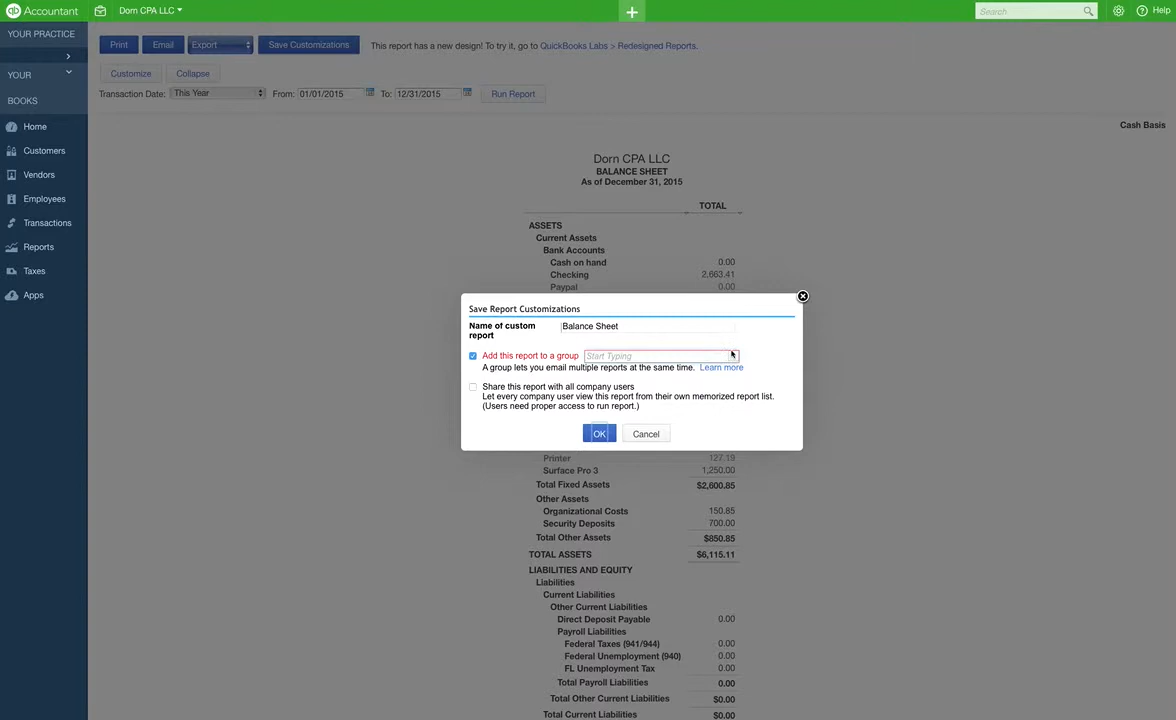 qb Accountant
Dorn CPA LLC
+
Search
Help
YOUR PRACTICE
YOUR
BOOKS
Home
Customers
Vendors
Employees
Transactions
Reports
Taxes
Apps
Print Email Export Save Customizations This report has a new design! To try it, go to QuickBooks Labs > Redesigned Reports.
Customize Collapse
Transaction Date: This Year From: 01/01/2015 To: 12/31/2015 Run Report
Cash Basis
Dorn CPA LLC
BALANCE SHEET
As of December 31, 2015
TOTAL
ASSETS
Current Assets
Bank Accounts
Cash on hand 0.00
Checking 2,663.41
Paypal 0.00
Save Report Customizations
Name of custom Balance Sheet
report
Add this report to a group Start Typing
A group lets you email multiple reports at the same time. Learn more
Share this report with all company users
Let every company user view this report from their own memorized report list.
(Users need proper access to run report.)
OK Cancel
Printer 127.19
Surface Pro 3 1,250.00
Total Fixed Assets $2,600.85
Other Assets
Organizational Costs 150.85
Security Deposits 700.00
Total Other Assets $850.85
TOTAL ASSETS $6,115.11
LIABILITIES AND EQUITY
Liabilities
Current Liabilities
Other Current Liabilities
Direct Deposit Payable 0.00
Payroll Liabilities
Federal Taxes (941/944) 0.00
Federal Unemployment (940) 0.00
FL Unemployment Tax 0.00
Total Payroll Liabilities 0.00
Total Other Current Liabilities $0.00
Total Current Liabilities $0.00